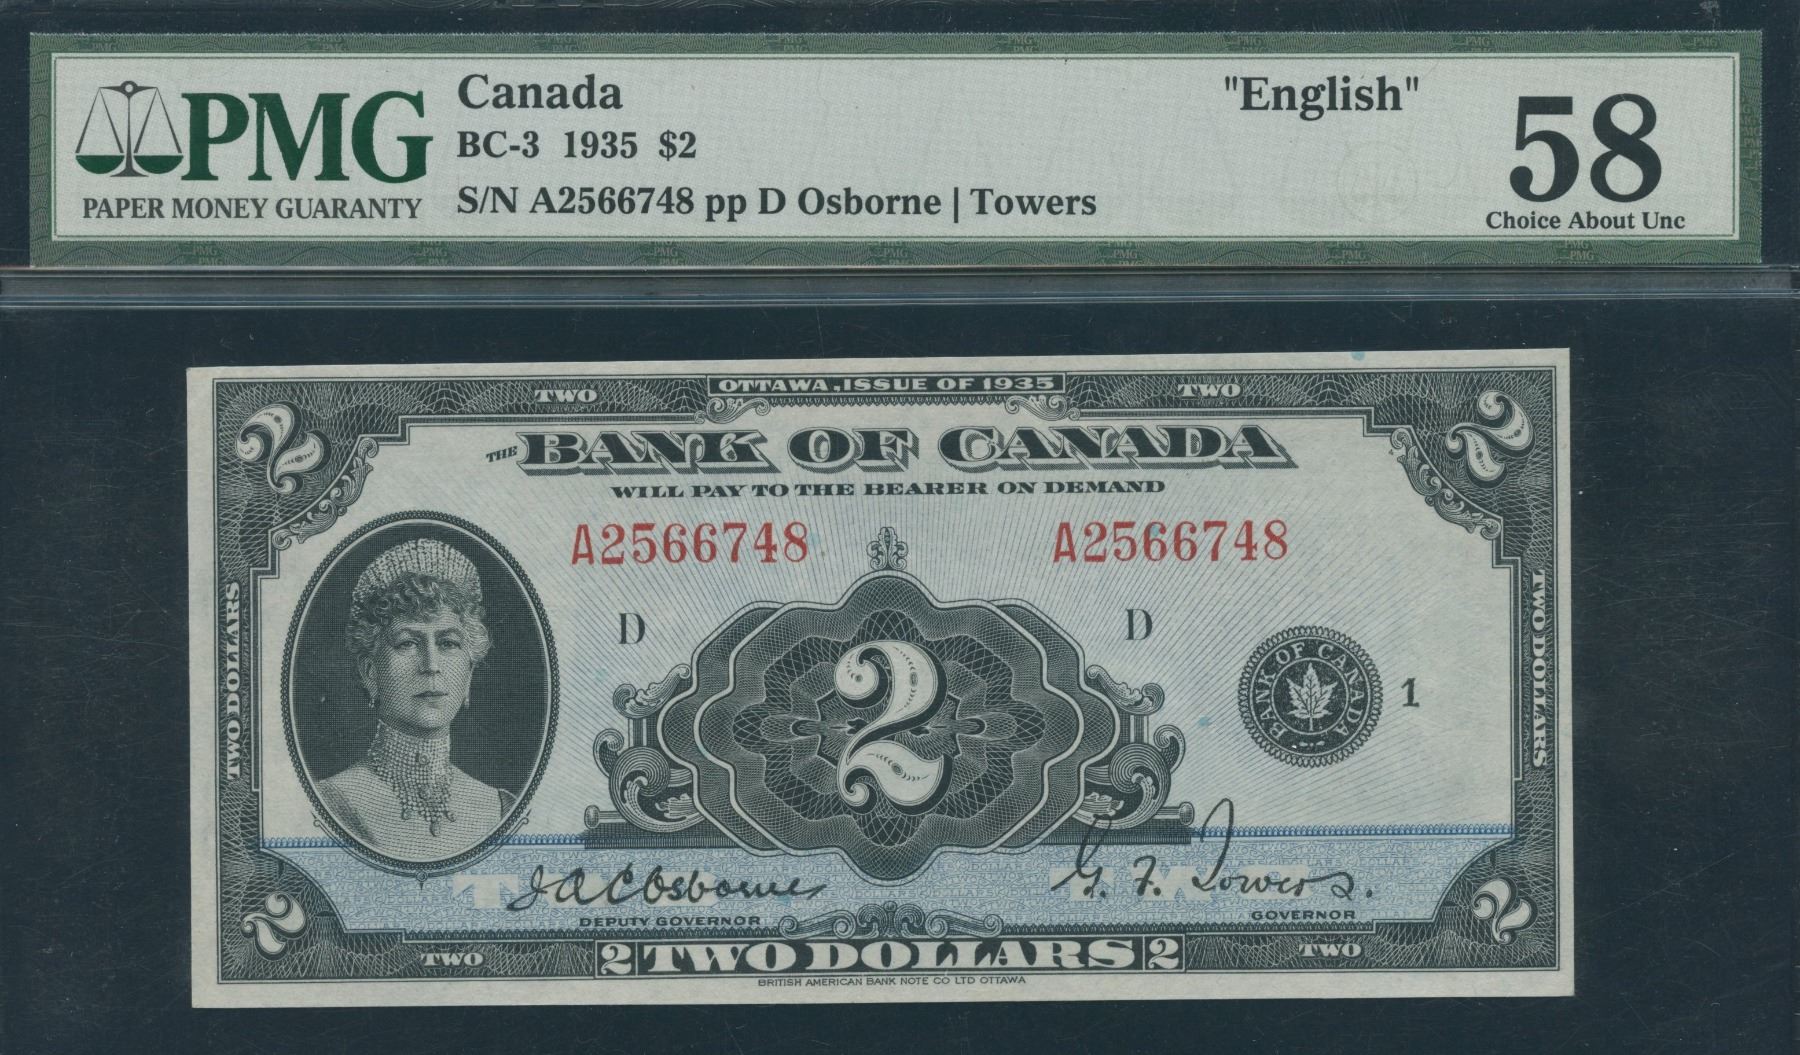 PMG
PAPER MONEY GUARANTY
Canada
"English"
BC-3 1935 $2
S/N A2566748 pp D Osborne | Towers
58
Choice About Unc
OTTAWA, ISSUE OF 1935
TWO TWO
2 2
THE BANK OF CANADA
WILL PAY TO THE BEARER ON DEMAND
A2566748 A2566748
D D
TWO DOLLARS
2
BANK OF CANADA
1
TWO DOLLARS
J A C Osborne
DEPUTY GOVERNOR
G. F. Towers
GOVERNOR
2 2
TWO TWO
2 TWO DOLLARS 2
BRITISH AMERICAN BANK NOTE CO LTD OTTAWA